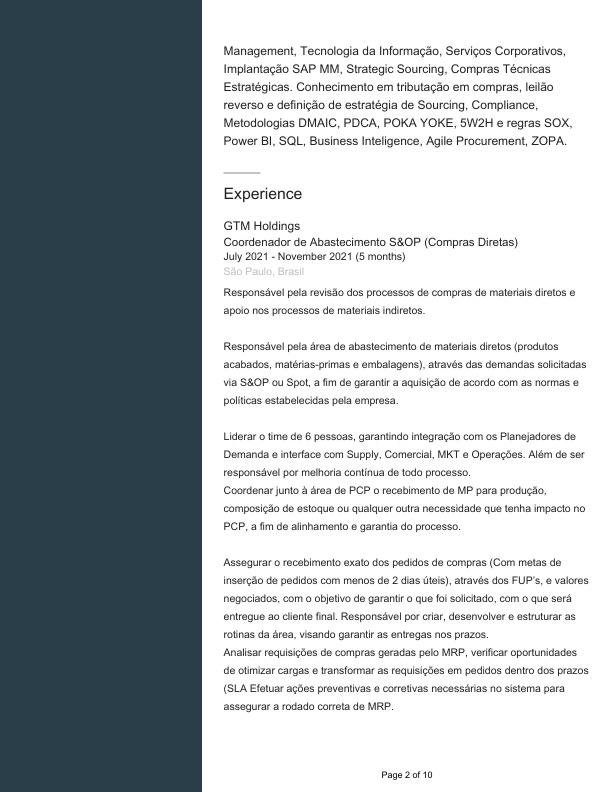 Management, Tecnologia da Informação, Serviços Corporativos,
Implantação SAP MM, Strategic Sourcing, Compras Técnicas
Estratégicas. Conhecimento em tributação em compras, leilão
reverso e definição de estratégia de Sourcing, Compliance,
Metodologias DMAIC, PDCA, POKA YOKE, 5W2H e regras SOX,
Power BI, SQL, Business Inteligence, Agile Procurement, ZOPA.
Experience
GTM Holdings
Coordenador de Abastecimento S&OP (Compras Diretas)
July 2021 - November 2021 (5 months)
São Paulo, Brasil
Responsável pela revisão dos processos de compras de materiais diretos e
apoio nos processos de materiais indiretos.
Responsável pela área de abastecimento de materiais diretos (produtos
acabados, matérias-primas e embalagens), através das demandas solicitadas
via S&OP ou Spot, a fim de garantir a aquisição de acordo com as normas e
políticas estabelecidas pela empresa.
Liderar o time de 6 pessoas, garantindo integração com os Planejadores de
Demanda e interface com Supply, Comercial, MKT e Operações. Além de ser
responsável por melhoria contínua de todo processo.
Coordenar junto à área de PCP o recebimento de MP para produção,
composição de estoque ou qualquer outra necessidade que tenha impacto no
PCP, a fim de alinhamento e garantia do processo.
Assegurar o recebimento exato dos pedidos de compras (Com metas de
inserção de pedidos com menos de 2 dias úteis), através dos FUP's, e valores
negociados, com o objetivo de garantir o que foi solicitado, com o que será
entregue ao cliente final. Responsável por criar, desenvolver e estruturar as
rotinas da área, visando garantir as entregas nos prazos.
Analisar requisições de compras geradas pelo MRP, verificar oportunidades
de otimizar cargas e transformar as requisições em pedidos dentro dos prazos
(SLA Efetuar ações preventivas e corretivas necessárias no sistema para
assegurar a rodado correta de MRP.
Page 2 of 10